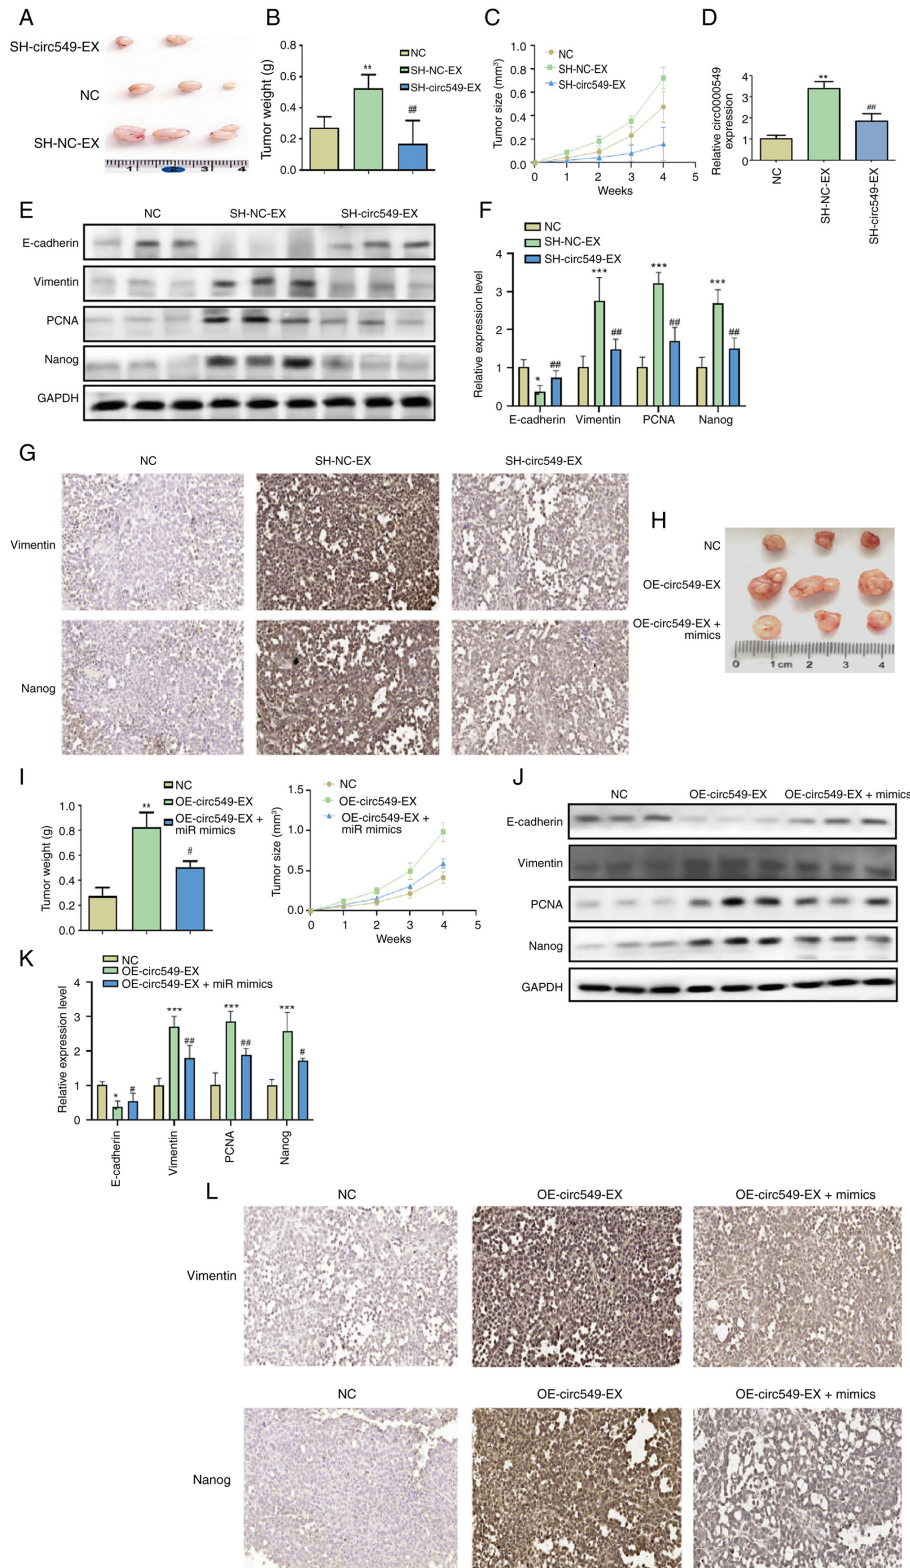 A
SH-circ549-EX
NC
SH-NC-EX
1 2 3 4
B
Tumor weight (g)
0.8
0.6
0.4
0.2
0.0
**
##
NC
SH-NC-EX
SH-circ549-EX
C
Tumor size (mm³)
1.0
0.8
0.6
0.4
0.2
0.0
NC
SH-NC-EX
SH-circ549-EX
0 1 2 3 4 5
Weeks
D
Relative circ0000549
expression
4
3
2
1
0
**
##
NC
SH-NC-EX
SH-circ549-EX
E
NC SH-NC-EX SH-circ549-EX
E-cadherin
Vimentin
PCNA
Nanog
GAPDH
F
NC
SH-NC-EX
SH-circ549-EX
Relative expression level
4
3
2
1
0
* ## *** ## *** ## *** ##
E-cadherin Vimentin PCNA Nanog
G
NC SH-NC-EX SH-circ549-EX
Vimentin
Nanog
H
NC
OE-circ549-EX
OE-circ549-EX +
mimics
0 1cm 2 3 4
I
NC
OE-circ549-EX
OE-circ549-EX +
miR mimics
Tumor weight (g)
1.0
0.8
0.6
0.4
0.2
0.0
**
#
NC
OE-circ549-EX
OE-circ549-EX +
miR mimics
Tumor size (mm³)
1.5
1.0
0.5
0.0
0 1 2 3 4 5
Weeks
J
NC OE-circ549-EX OE-circ549-EX + mimics
E-cadherin
Vimentin
PCNA
Nanog
GAPDH
K
NC
OE-circ549-EX
OE-circ549-EX + miR mimics
Relative expression level
4
3
2
1
0
* # *** ## *** ## *** #
E-cadherin
Vimentin
PCNA
Nanog
L
NC OE-circ549-EX OE-circ549-EX + mimics
Vimentin
NC OE-circ549-EX OE-circ549-EX + mimics
Nanog